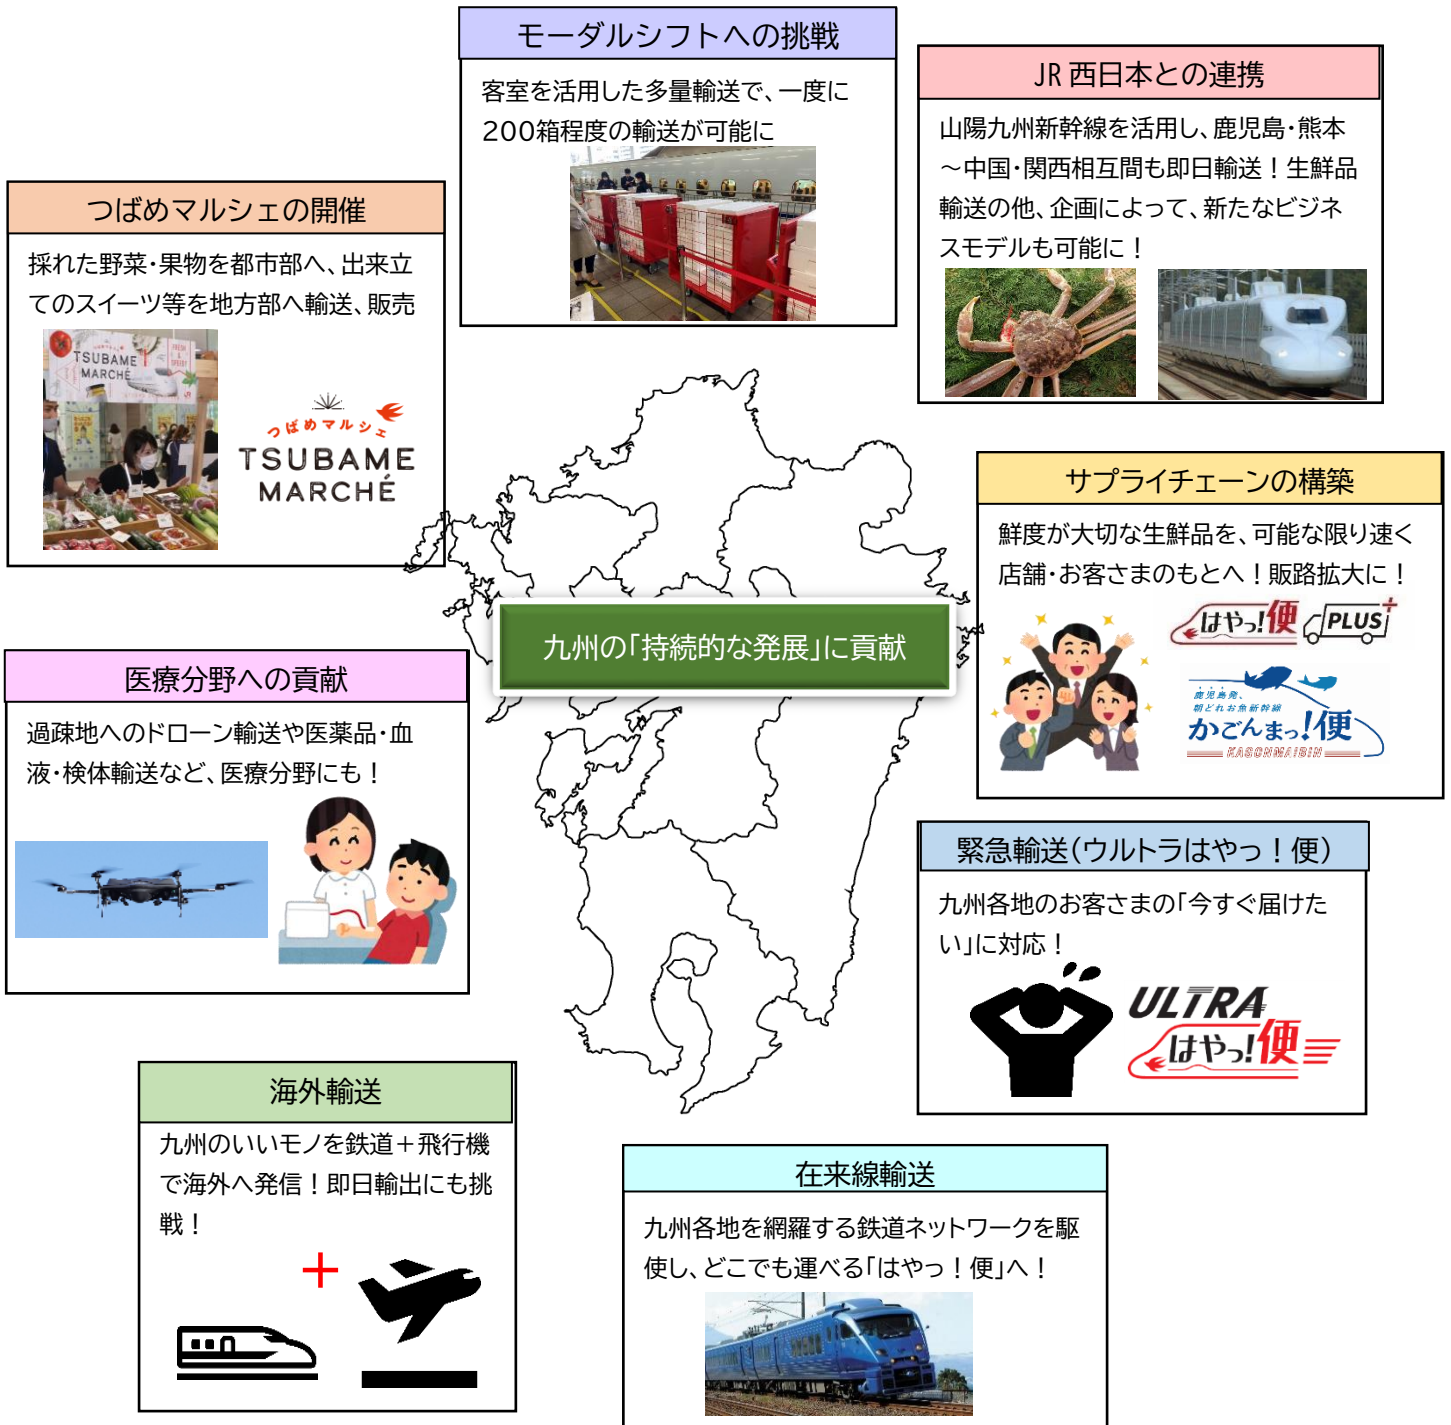 モーダルシフトへの挑戦
客室を活用した多量輸送で、一度に
200箱程度の輸送が可能に
JR西日本との連携
山陽九州新幹線を活用し、鹿児島・熊本
～中国・関西相互間も即日輸送！生鮮品
輸送の他、企画によって、新たなビジネ
スモデルも可能に！
つばめマルシェの開催
採れた野菜・果物を都市部へ、出来立
てのスイーツ等を地方部へ輸送、販売
TSUBAME
MARCHÉ
つばめマルシェ
TSUBAME
MARCHÉ
サプライチェーンの構築
鮮度が大切な生鮮品を、可能な限り速く
店舗・お客さまのもとへ！販路拡大に！
はやっ!便 PLUS+
鹿児島発、
朝どれお魚新幹線
かごんまっ!便
KAGONMA!BIN
九州の「持続的な発展」に貢献
医療分野への貢献
過疎地へのドローン輸送や医薬品・血
液・検体輸送など、医療分野にも！
緊急輸送（ウルトラはやっ！便）
九州各地のお客さまの「今すぐ届けた
い」に対応！
ULTRA
はやっ!便
海外輸送
九州のいいモノを鉄道＋飛行機
で海外へ発信！即日輸出にも挑
戦！
+
在来線輸送
九州各地を網羅する鉄道ネットワークを駆
使し、どこでも運べる「はやっ！便」へ！